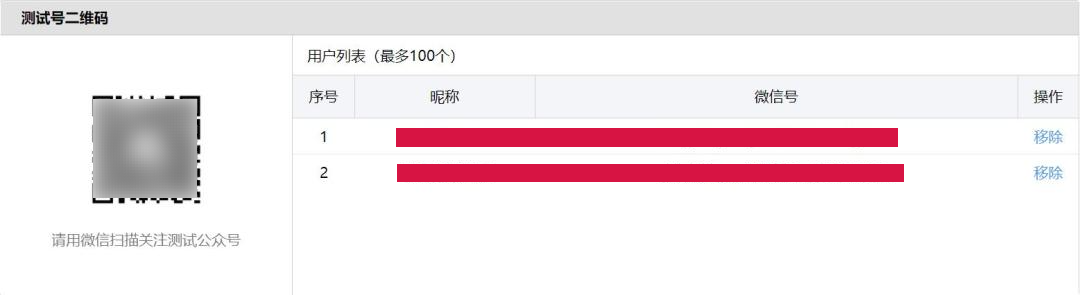 测试号二维码
用户列表（最多100个）
序号 昵称 微信号 操作
1 移除
2 移除
请用微信扫描关注测试公众号